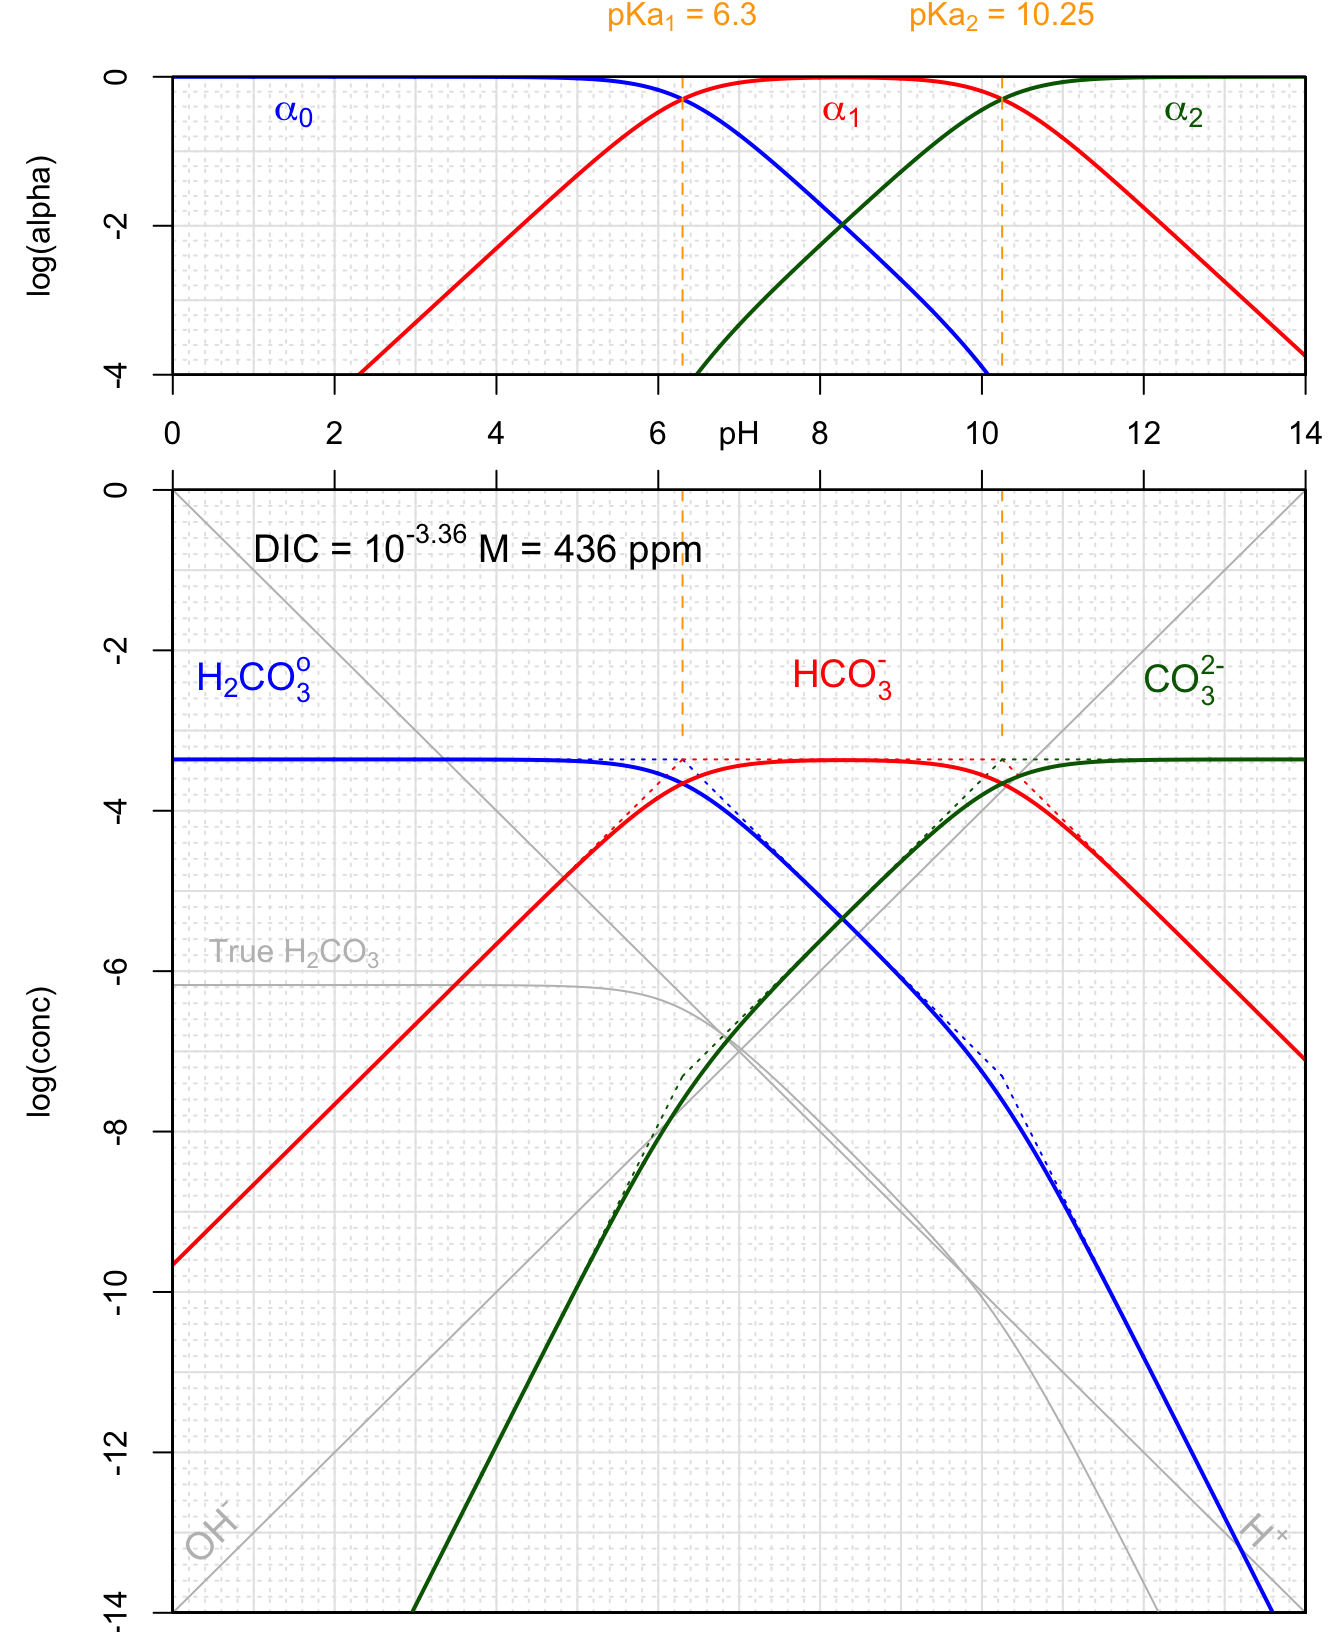 pKa₁ = 6.3 pKa₂ = 10.25
0
α₀ α₁ α₂
log(alpha)
-2
-4
0 2 4 6 pH 8 10 12 14
0
DIC = 10⁻³·³⁶ M = 436 ppm
-2
H₂CO₃º HCO₃⁻ CO₃²⁻
-4
True H₂CO₃
-6
log(conc)
-8
-10
-12
OH⁻ H⁺
-14